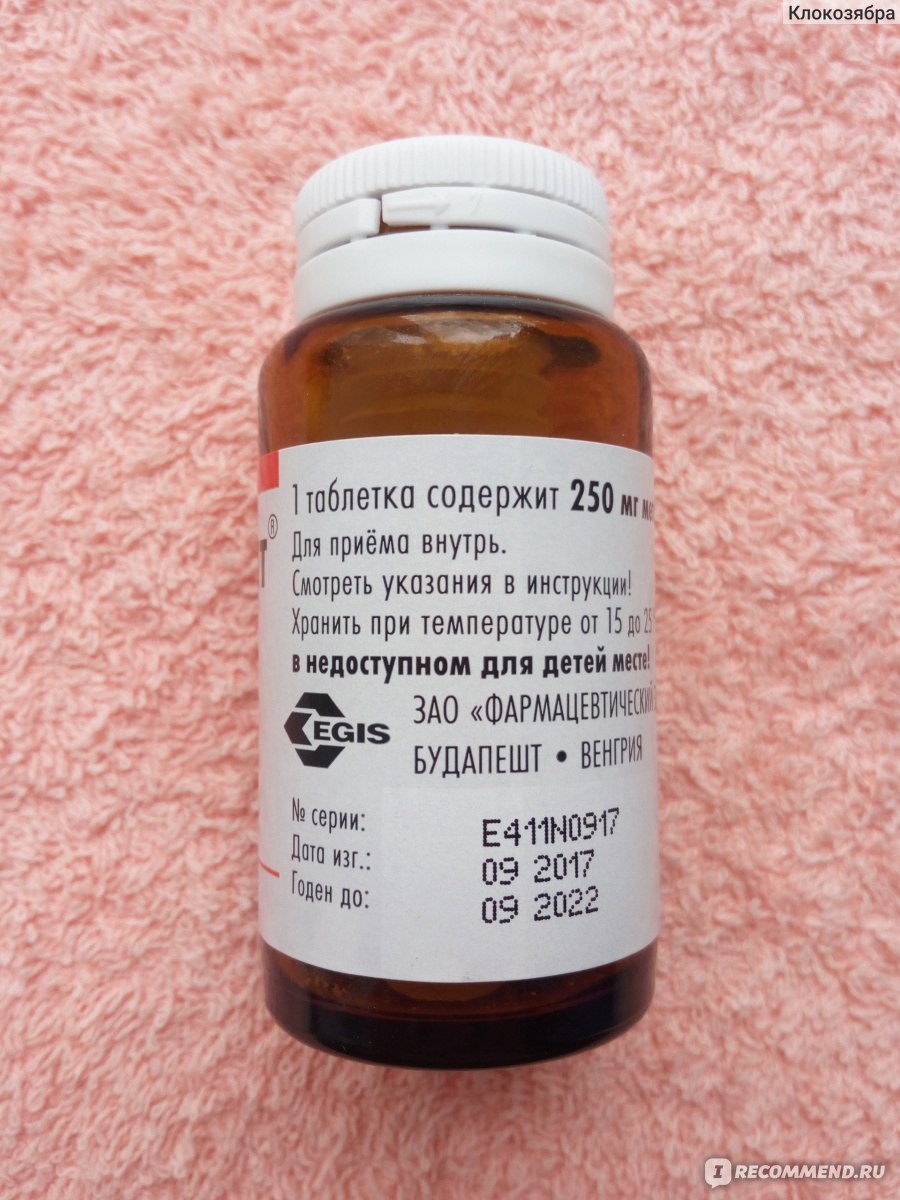 Клокозябра
т®
1 таблетка содержит 250 мг
Для приёма внутрь.
Смотреть указания в инструкции!
Хранить при температуре от 15 до 25
в недоступном для детей месте!
EGIS
ЗАО «ФАРМАЦЕВТИЧЕСКИЙ
БУДАПЕШТ • ВЕНГРИЯ
№ серии: E411N0917
Дата изг.: 09 2017
Годен до: 09 2022
I RECOMMEND.RU